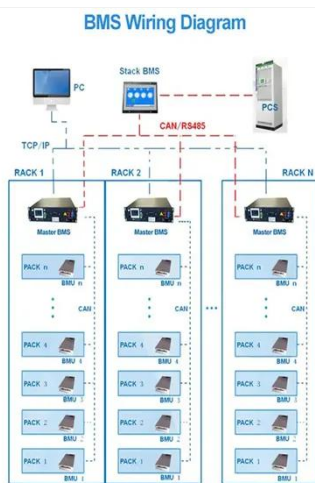 BMS Wiring Diagram
PC
Stack BMS
PCS
CAN/RS485
TCP/IP
RACK 1
Master BMS
PACK n
BMU n
CAN
PACK 4
BMU 4
PACK 3
BMU 3
PACK 2
BMU 2
PACK 1
BMU 1
RACK 2
Master BMS
PACK n
BMU n
CAN
PACK 4
BMU 4
PACK 3
BMU 3
PACK 2
BMU 2
PACK 1
BMU 1
RACK N
Master BMS
PACK n
BMU n
CAN
PACK 4
BMU 4
PACK 3
BMU 3
PACK 2
BMU 2
PACK 1
BMU 1